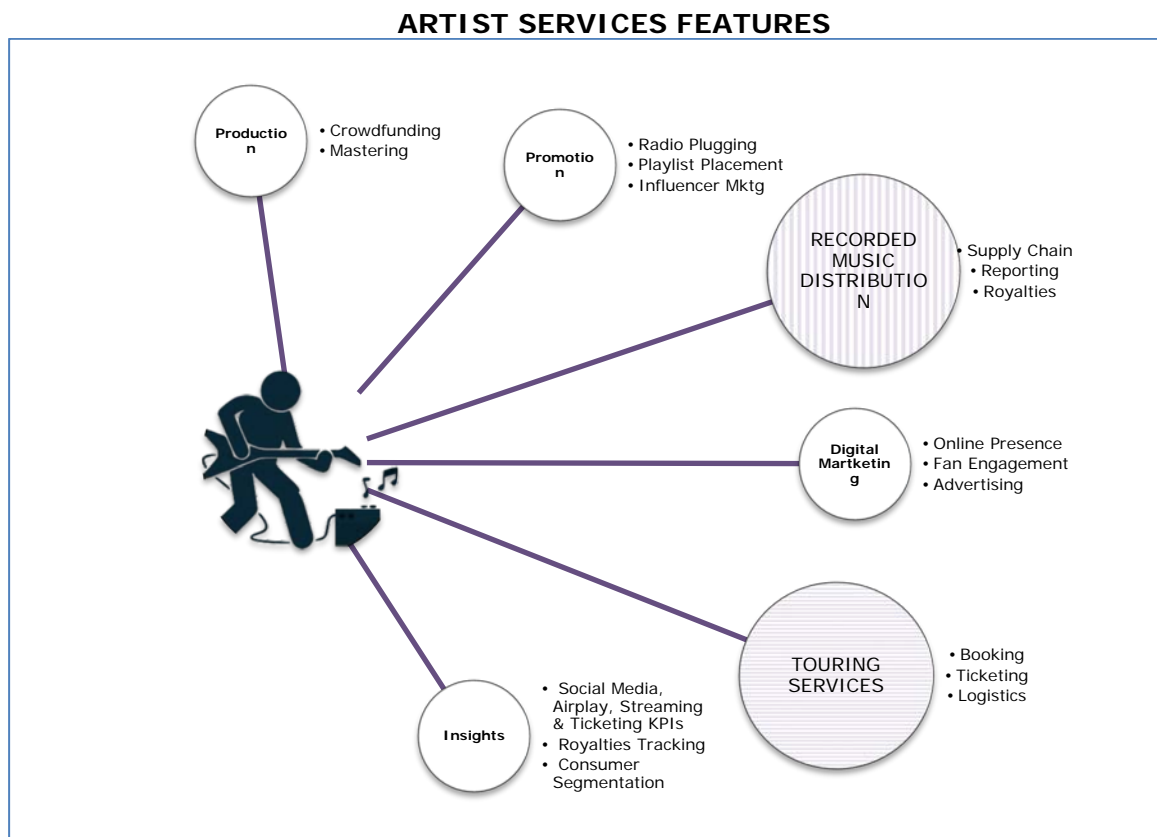 ARTIST SERVICES FEATURES
Productio
n
• Crowdfunding
• Mastering
Promotio
n
• Radio Plugging
• Playlist Placement
• Influencer Mktg
RECORDED
MUSIC
DISTRIBUTIO
N
• Supply Chain
• Reporting
• Royalties
Digital
Martketin
g
• Online Presence
• Fan Engagement
• Advertising
TOURING
SERVICES
• Booking
• Ticketing
• Logistics
Insights
• Social Media,
Airplay, Streaming
& Ticketing KPIs
• Royalties Tracking
• Consumer
Segmentation